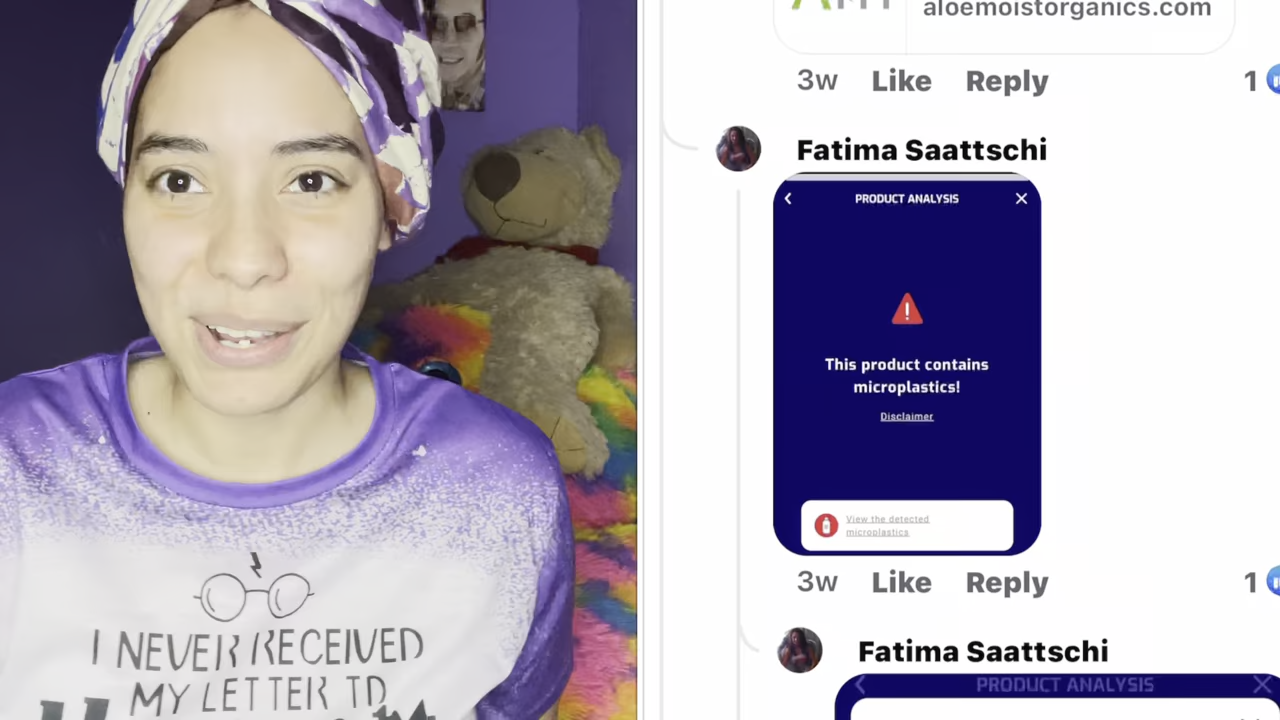 I NEVER RECEIVED
MY LETTER TO
aloemoistorganics.com
3w Like Reply 1
Fatima Saattschi
PRODUCT ANALYSIS
This product contains
microplastics!
Disclaimer
View the detected
microplastics
3w Like Reply 1
Fatima Saattschi
PRODUCT ANALYSIS